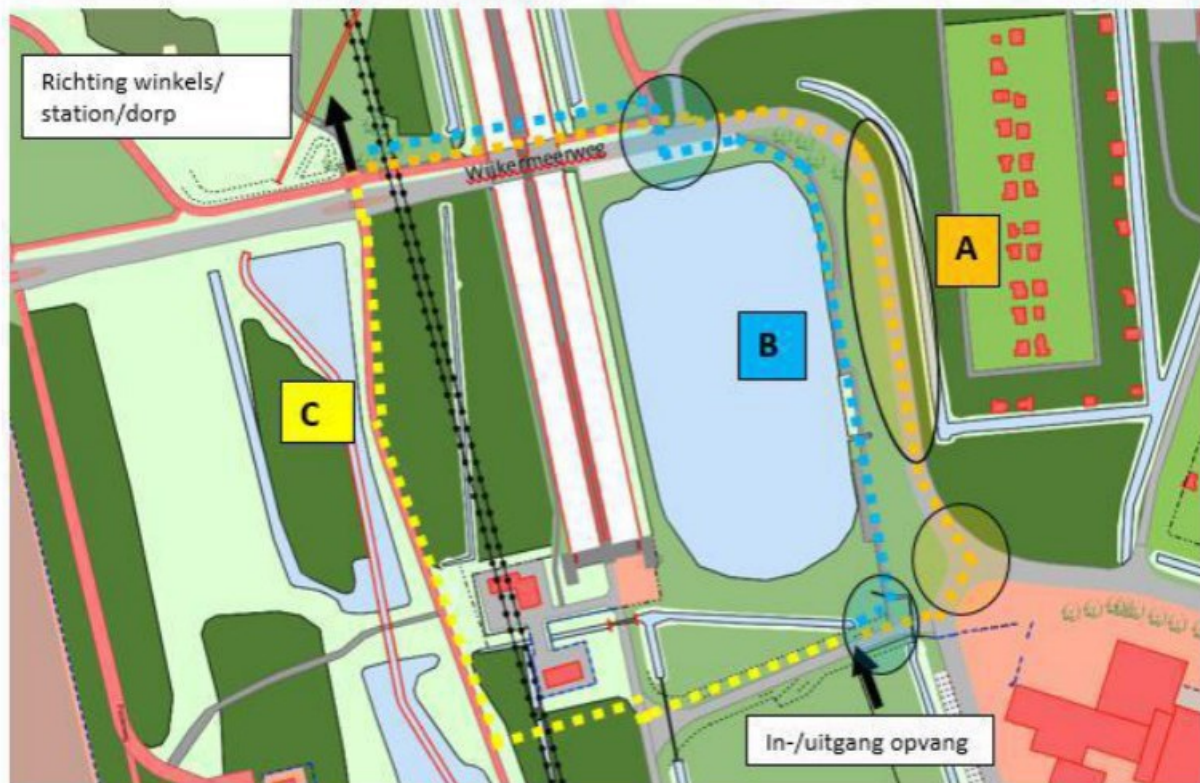 Richting winkels/
station/dorp
Wijkermeerweg
A
B
C
In-/uitgang opvang